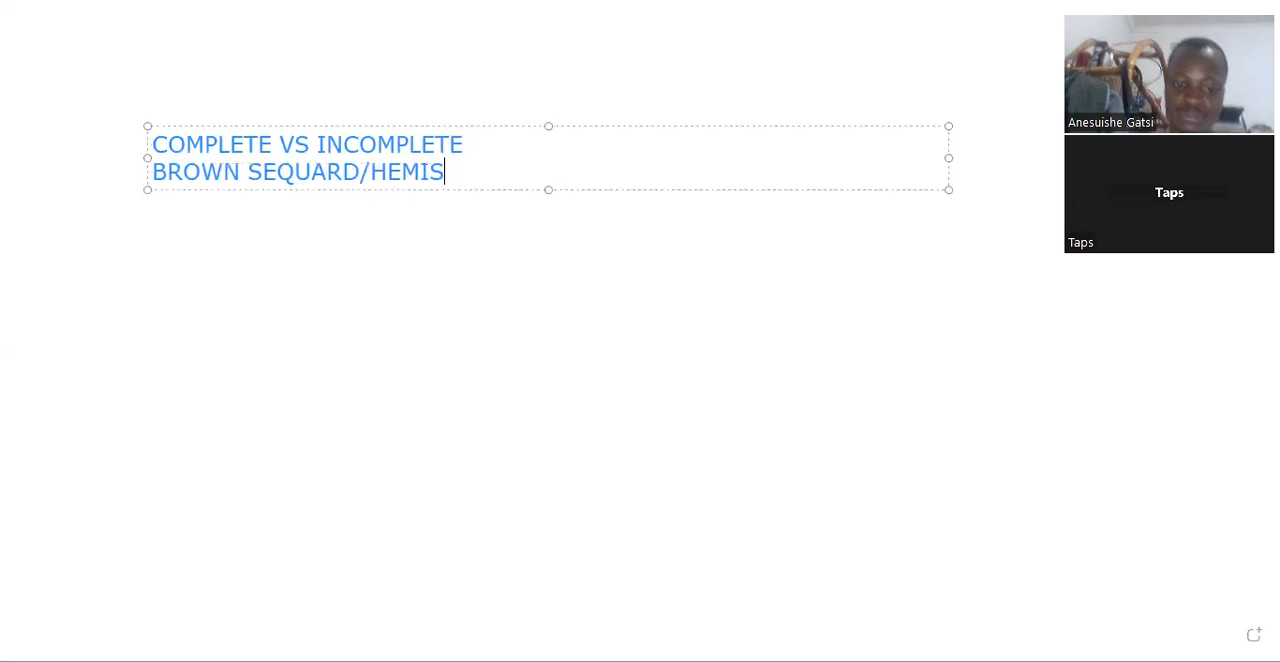 COMPLETE VS INCOMPLETE
BROWN SEQUARD/HEMIS
Anesuishe Gatsi
Taps
Taps